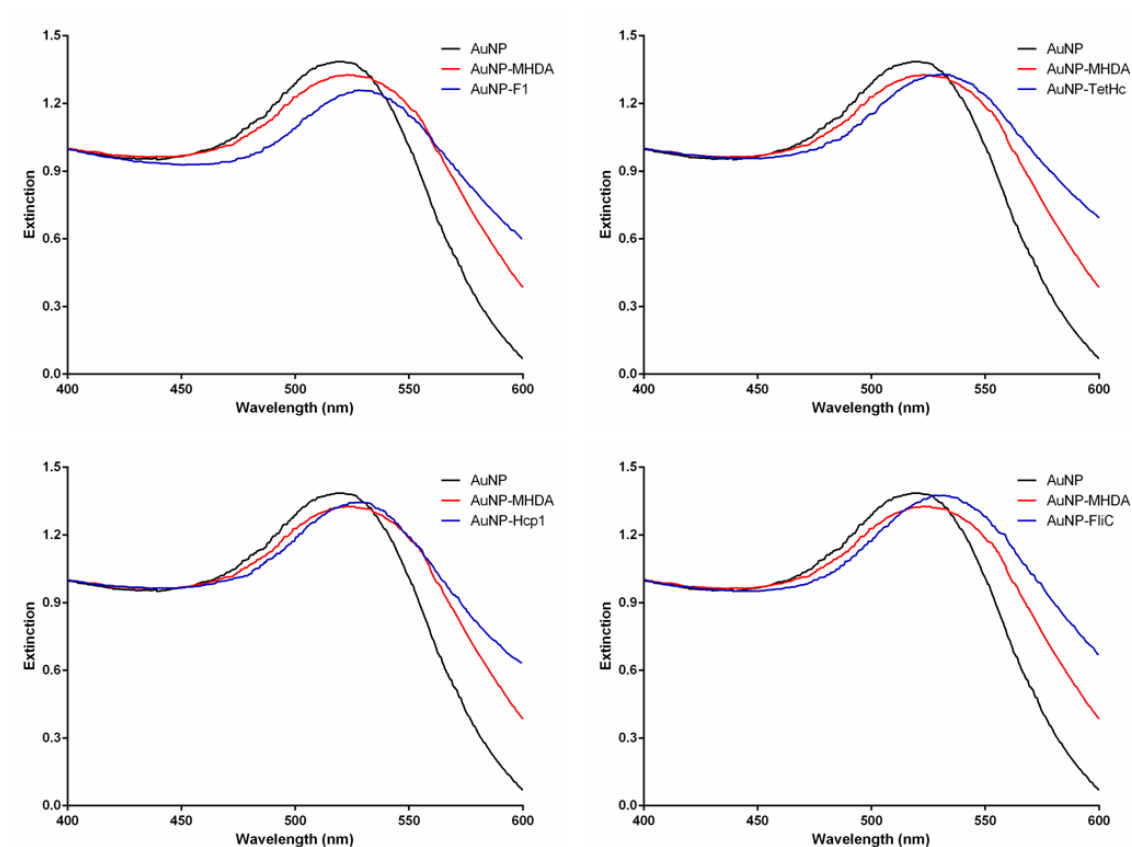 1.5
1.2
0.9
0.6
0.3
0.0
Extinction
400
450
500
550
600
Wavelength (nm)
AuNP
AuNP-MHDA
AuNP-F1
1.5
1.2
0.9
0.6
0.3
0.0
Extinction
400
450
500
550
600
Wavelength (nm)
AuNP
AuNP-MHDA
AuNP-TetHc
1.5
1.2
0.9
0.6
0.3
0.0
Extinction
400
450
500
550
600
Wavelength (nm)
AuNP
AuNP-MHDA
AuNP-Hcp1
1.5
1.2
0.9
0.6
0.3
0.0
Extinction
400
450
500
550
600
Wavelength (nm)
AuNP
AuNP-MHDA
AuNP-FliC